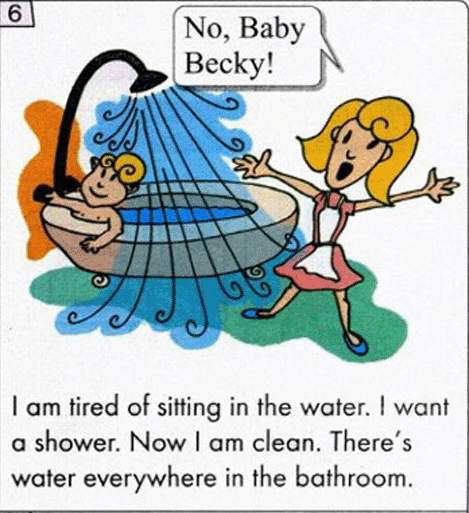 6
No, Baby
Becky!
I am tired of sitting in the water. I want
a shower. Now I am clean. There's
water everywhere in the bathroom.